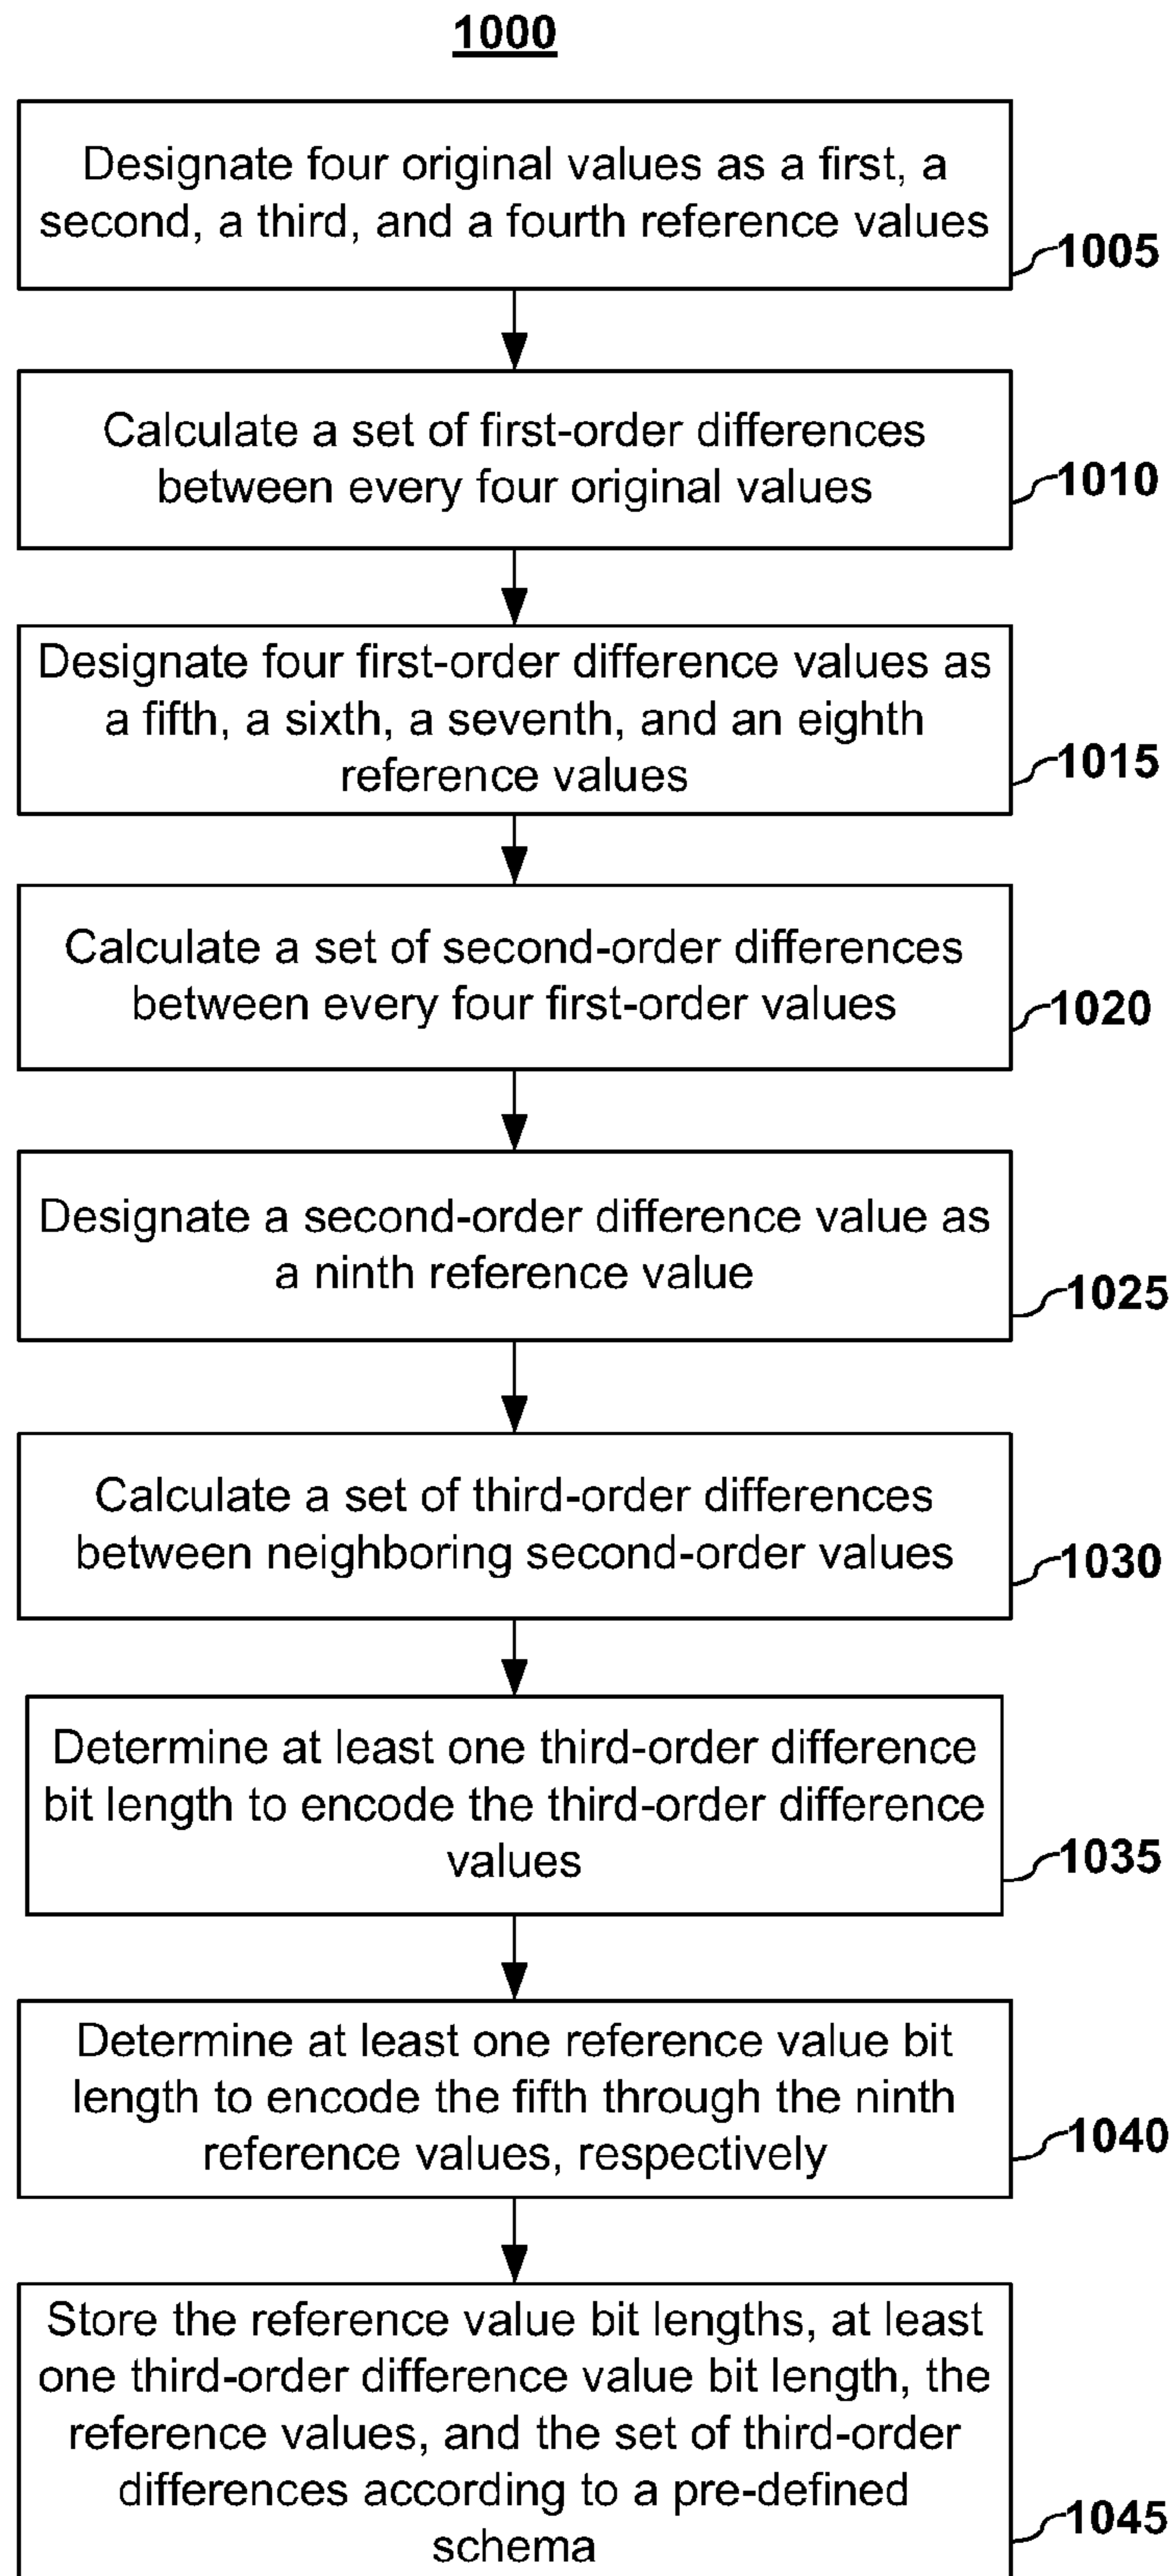 1000
Designate four original values as a first, a
second, a third, and a fourth reference values
1005
Calculate a set of first-order differences
between every four original values
1010
Designate four first-order difference values as
a fifth, a sixth, a seventh, and an eighth
reference values
1015
Calculate a set of second-order differences
between every four first-order values
1020
Designate a second-order difference value as
a ninth reference value
1025
Calculate a set of third-order differences
between neighboring second-order values
1030
Determine at least one third-order difference
bit length to encode the third-order difference
values
1035
Determine at least one reference value bit
length to encode the fifth through the ninth
reference values, respectively
1040
Store the reference value bit lengths, at least
one third-order difference value bit length, the
reference values, and the set of third-order
differences according to a pre-defined
schema
1045